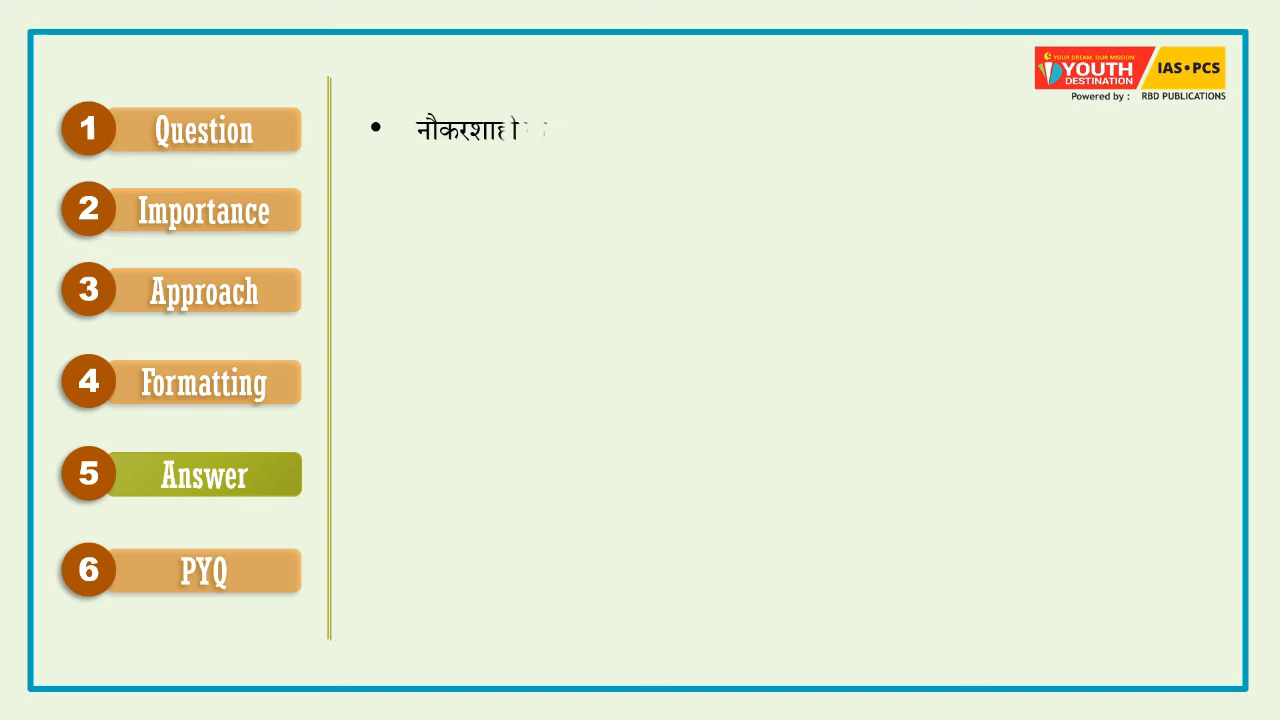 YOUR DREAM. OUR MISSION
YOUTH
DESTINATION
IAS•PCS
Powered by : RBD PUBLICATIONS
1 Question
2 Importance
3 Approach
4 Formatting
5 Answer
6 PYQ
• नौकरशाही